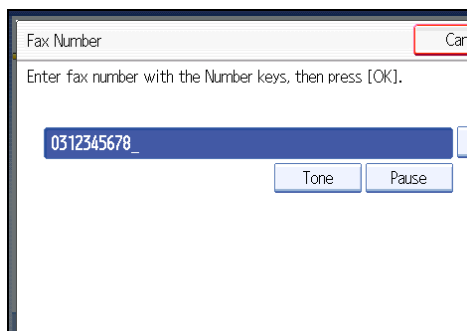 Fax Number
Enter fax number with the Number keys, then press [OK].
0312345678_
Tone Pause